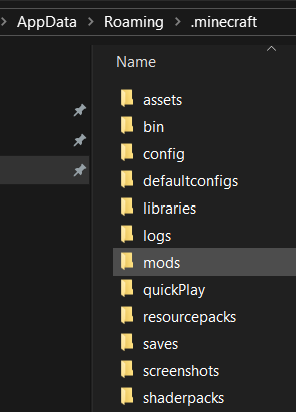 AppData > Roaming > .minecraft
Name
assets
bin
config
defaultconfigs
libraries
logs
mods
quickPlay
resourcepacks
saves
screenshots
shaderpacks